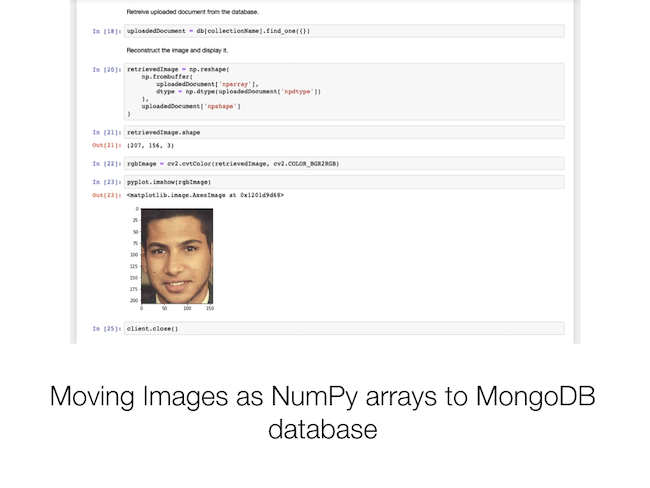 Retreive uploaded document from the database.
In [18]: uploadedDocument = db[collectionName].find_one({})
Reconstruct the image and display it.
In [20]: retrievedImage = np.reshape(
np.frombuffer(
uploadedDocument['nparray'],
dtype = np.dtype(uploadedDocument['npdtype'])
),
uploadedDocument['npshape']
)
In [21]: retrievedImage.shape
Out[21]: (207, 156, 3)
In [22]: rgbImage = cv2.cvtColor(retrievedImage, cv2.COLOR_BGR2RGB)
In [23]: pyplot.imshow(rgbImage)
Out[23]: <matplotlib.image.AxesImage at 0x1201d9d68>
0
25
50
75
100
125
150
175
200
0 50 100 150
In [25]: client.close()
Moving Images as NumPy arrays to MongoDB
database